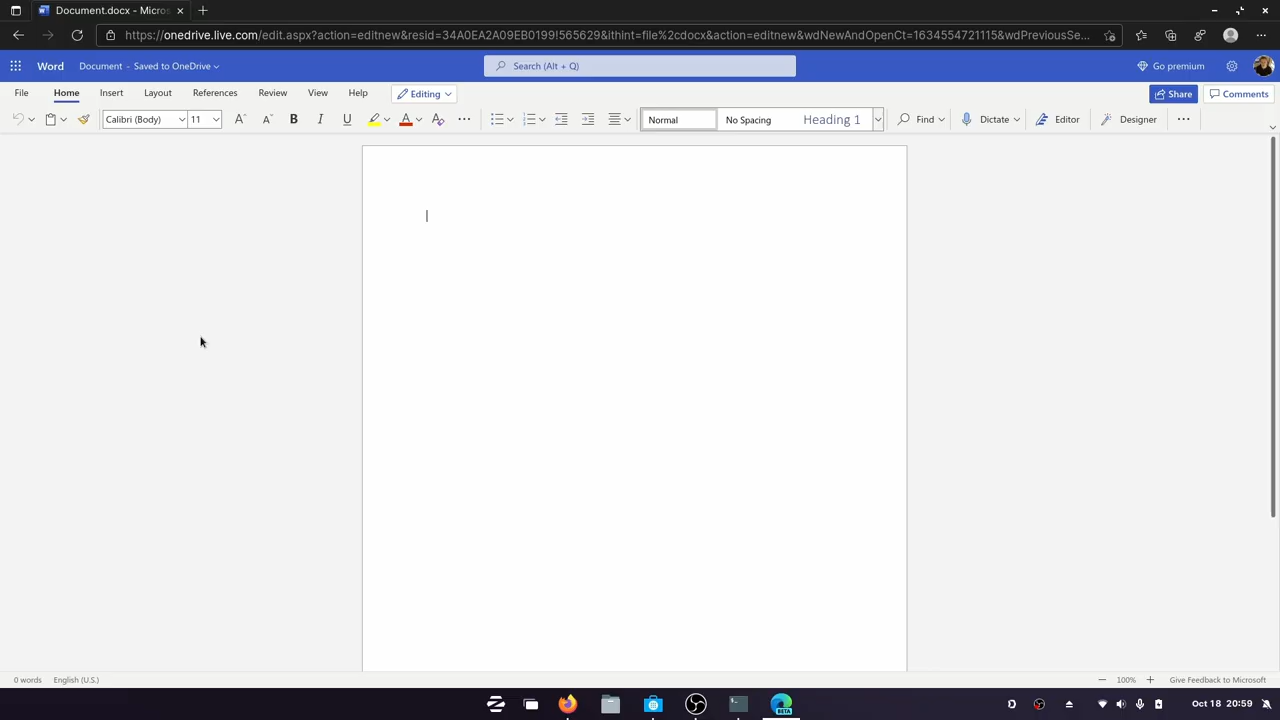 Document.docx - Micros
https://onedrive.live.com/edit.aspx?action=editnew&resid=34A0EA2A09EB0199!565629&ithint=file%2cdocx&action=editnew&wdNewAndOpenCt=1634554721115&wdPreviousSe...
Word Document - Saved to OneDrive Search (Alt + Q) Go premium
File Home Insert Layout References Review View Help Editing Share Comments
Calibri (Body) 11 A A B I U A A Normal No Spacing Heading 1 Find Dictate Editor Designer
0 words English (U.S.) 100% Give Feedback to Microsoft
BETA D Oct 18 20:59